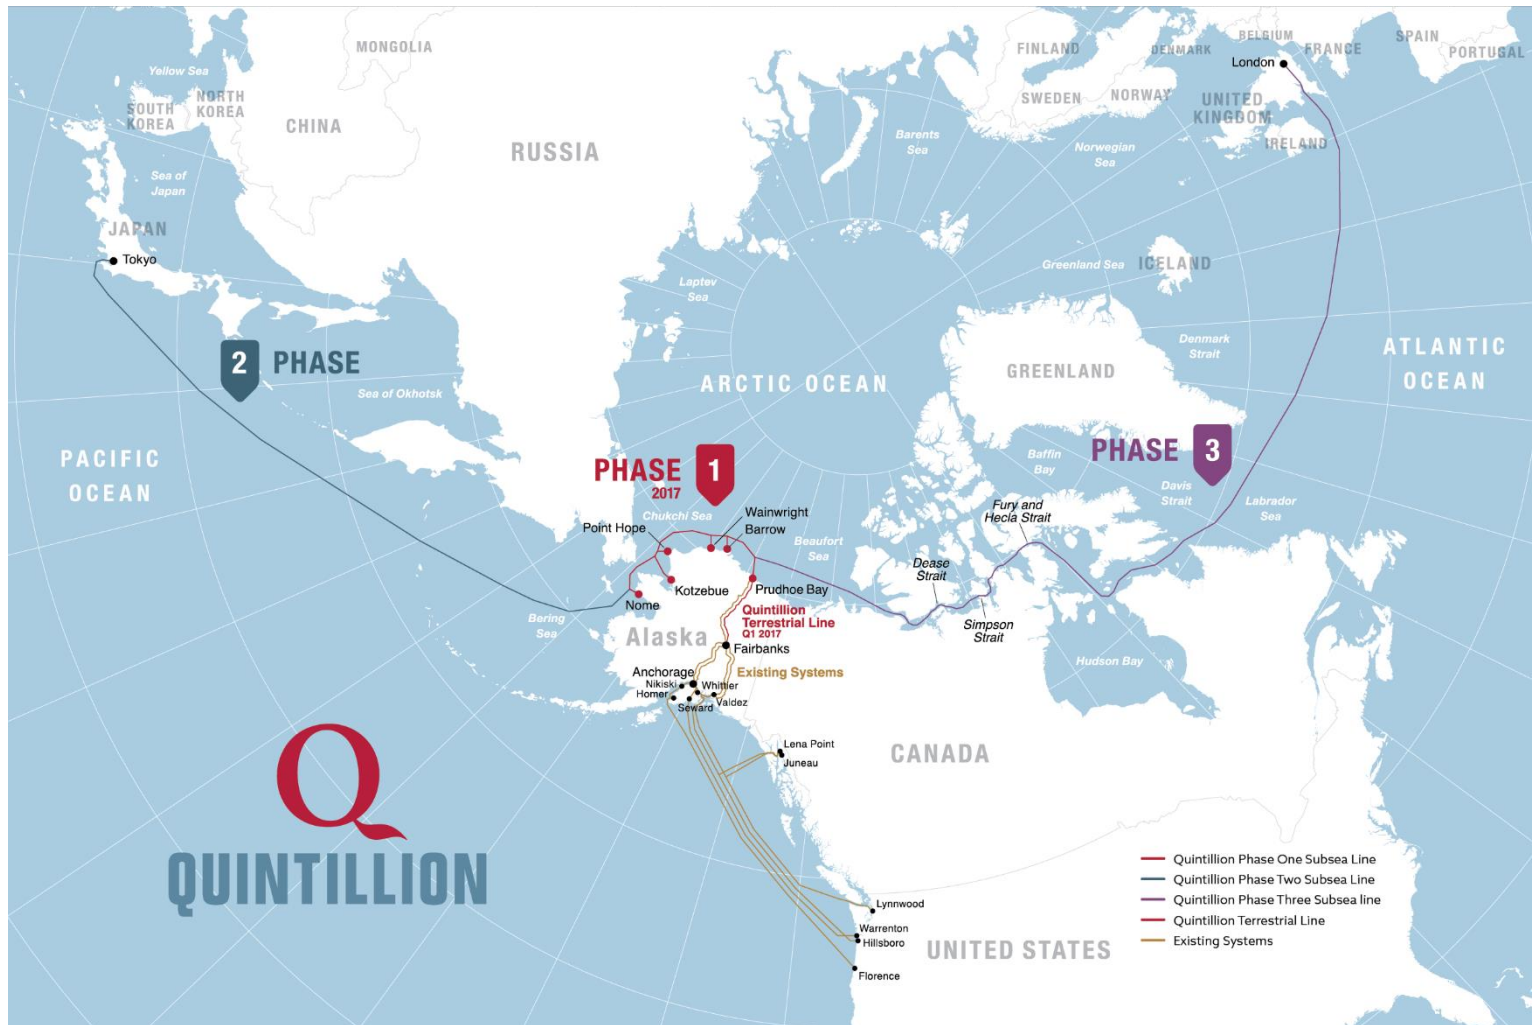 MONGOLIA
Yellow Sea
SOUTH
KOREA
NORTH
KOREA
CHINA
RUSSIA
Sea of
Japan
JAPAN
Tokyo
2 PHASE
Sea of Okhotsk
PACIFIC
OCEAN
FINLAND
SWEDEN
NORWAY
DENMARK
BELGIUM
FRANCE
SPAIN
PORTUGAL
London
UNITED
KINGDOM
IRELAND
Barents
Sea
Norwegian
Sea
Laptev
Sea
Greenland Sea
ICELAND
Denmark
Strait
ATLANTIC
OCEAN
ARCTIC OCEAN
GREENLAND
PHASE 1
2017
PHASE 3
Baffin
Bay
Davis
Strait
Labrador
Sea
Fury and
Hecla Strait
Chukchi Sea
Wainwright
Barrow
Point Hope
Beaufort
Sea
Dease
Strait
Kotzebue
Prudhoe Bay
Nome
Bering
Sea
Quintillion
Terrestrial Line
Q1 2017
Simpson
Strait
Alaska
Fairbanks
Hudson Bay
Anchorage
Existing Systems
Nikiski
Whittier
Homer
Seward
Valdez
Lena Point
Juneau
CANADA
Q
QUINTILLION
Lynnwood
Warrenton
Hillsboro
Florence
UNITED STATES
Quintillion Phase One Subsea Line
Quintillion Phase Two Subsea Line
Quintillion Phase Three Subsea line
Quintillion Terrestrial Line
Existing Systems